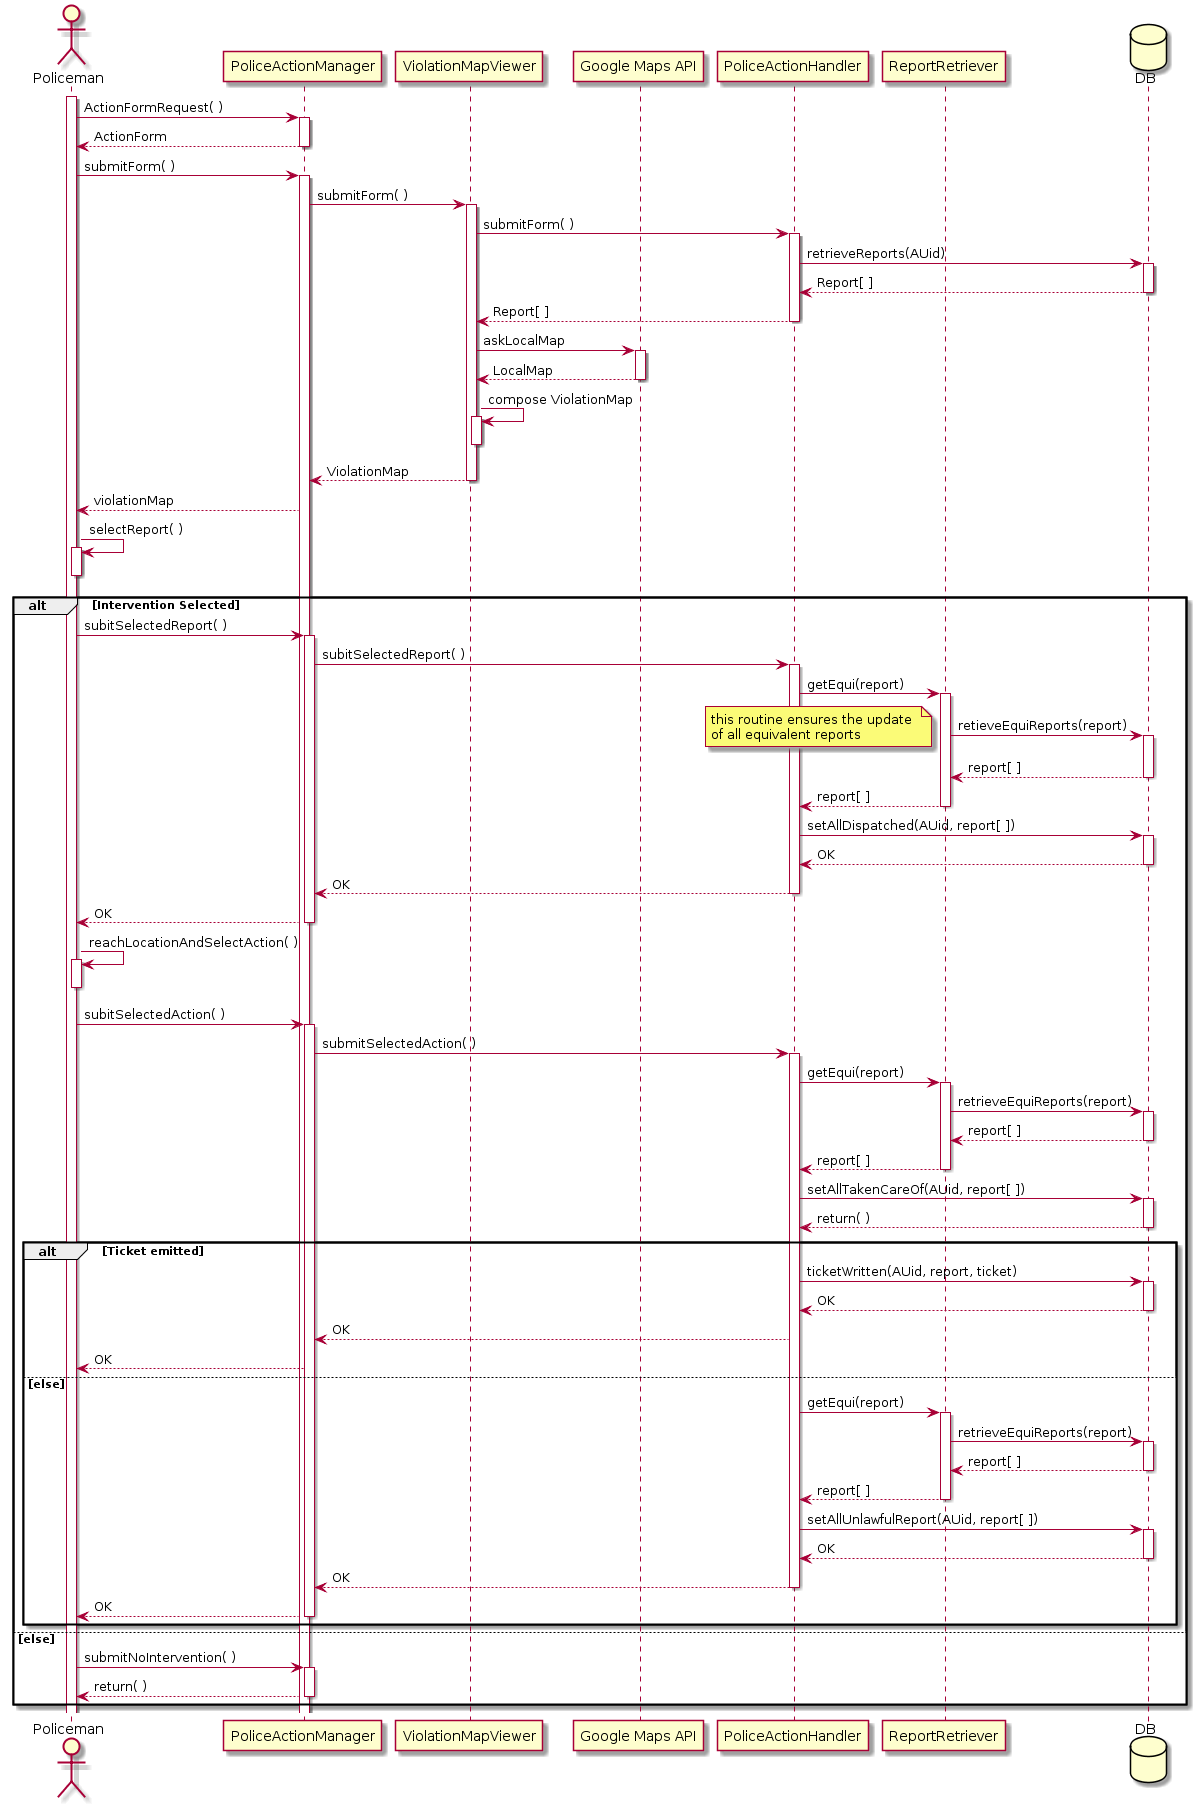 Policeman
PoliceActionManager
ViolationMapViewer
Google Maps API
PoliceActionHandler
ReportRetriever
DB
ActionFormRequest( )
ActionForm
submitForm( )
submitForm( )
submitForm( )
retrieveReports(AUid)
Report[ ]
Report[ ]
askLocalMap
LocalMap
compose ViolationMap
ViolationMap
violationMap
selectReport( )
alt
[Intervention Selected]
subitSelectedReport( )
subitSelectedReport( )
getEqui(report)
this routine ensures the update
of all equivalent reports
retieveEquiReports(report)
report[ ]
report[ ]
setAllDispatched(AUid, report[ ])
OK
OK
OK
reachLocationAndSelectAction( )
subitSelectedAction( )
submitSelectedAction( )
getEqui(report)
retrieveEquiReports(report)
report[ ]
report[ ]
setAllTakenCareOf(AUid, report[ ])
return( )
alt
[Ticket emitted]
ticketWritten(AUid, report, ticket)
OK
OK
OK
[else]
getEqui(report)
retrieveEquiReports(report)
report[ ]
report[ ]
setAllUnlawfulReport(AUid, report[ ])
OK
OK
OK
[else]
submitNoIntervention( )
return( )
Policeman
PoliceActionManager
ViolationMapViewer
Google Maps API
PoliceActionHandler
ReportRetriever
DB